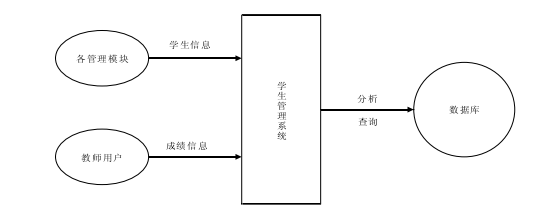 学生信息
各管理模块
学生管理系统
分析
查询
数据库
成绩信息
教师用户